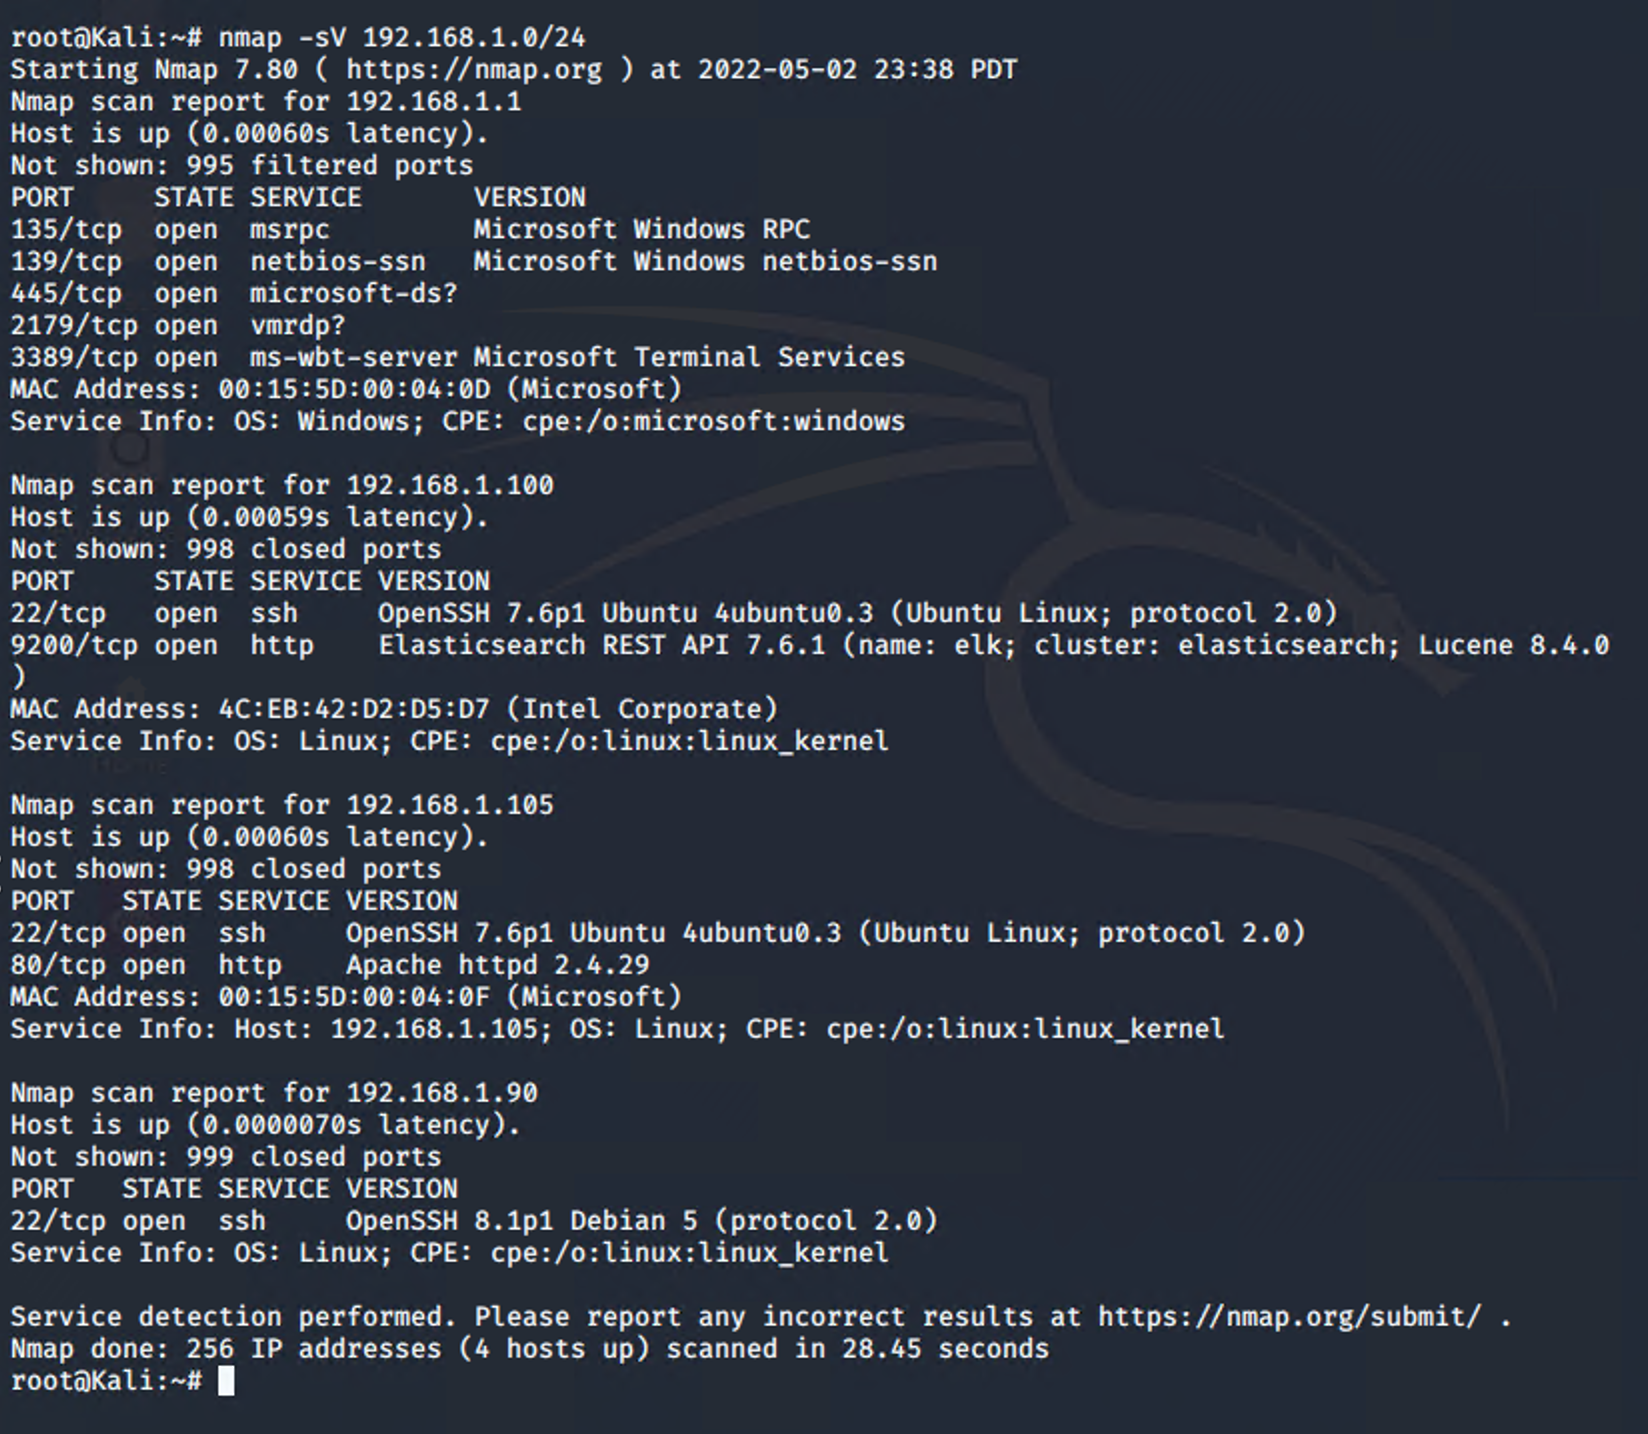 root@Kali:~# nmap -sV 192.168.1.0/24
Starting Nmap 7.80 ( https://nmap.org ) at 2022-05-02 23:38 PDT
Nmap scan report for 192.168.1.1
Host is up (0.00060s latency).
Not shown: 995 filtered ports
PORT     STATE SERVICE       VERSION
135/tcp  open  msrpc         Microsoft Windows RPC
139/tcp  open  netbios-ssn   Microsoft Windows netbios-ssn
445/tcp  open  microsoft-ds?
2179/tcp open  vmrdp?
3389/tcp open  ms-wbt-server Microsoft Terminal Services
MAC Address: 00:15:5D:00:04:0D (Microsoft)
Service Info: OS: Windows; CPE: cpe:/o:microsoft:windows

Nmap scan report for 192.168.1.100
Host is up (0.00059s latency).
Not shown: 998 closed ports
PORT     STATE SERVICE VERSION
22/tcp   open  ssh     OpenSSH 7.6p1 Ubuntu 4ubuntu0.3 (Ubuntu Linux; protocol 2.0)
9200/tcp open  http    Elasticsearch REST API 7.6.1 (name: elk; cluster: elasticsearch; Lucene 8.4.0
)
MAC Address: 4C:EB:42:D2:D5:D7 (Intel Corporate)
Service Info: OS: Linux; CPE: cpe:/o:linux:linux_kernel

Nmap scan report for 192.168.1.105
Host is up (0.00060s latency).
Not shown: 998 closed ports
PORT   STATE SERVICE VERSION
22/tcp open  ssh     OpenSSH 7.6p1 Ubuntu 4ubuntu0.3 (Ubuntu Linux; protocol 2.0)
80/tcp open  http    Apache httpd 2.4.29
MAC Address: 00:15:5D:00:04:0F (Microsoft)
Service Info: Host: 192.168.1.105; OS: Linux; CPE: cpe:/o:linux:linux_kernel

Nmap scan report for 192.168.1.90
Host is up (0.0000070s latency).
Not shown: 999 closed ports
PORT   STATE SERVICE VERSION
22/tcp open  ssh     OpenSSH 8.1p1 Debian 5 (protocol 2.0)
Service Info: OS: Linux; CPE: cpe:/o:linux:linux_kernel

Service detection performed. Please report any incorrect results at https://nmap.org/submit/ .
Nmap done: 256 IP addresses (4 hosts up) scanned in 28.45 seconds
root@Kali:~#